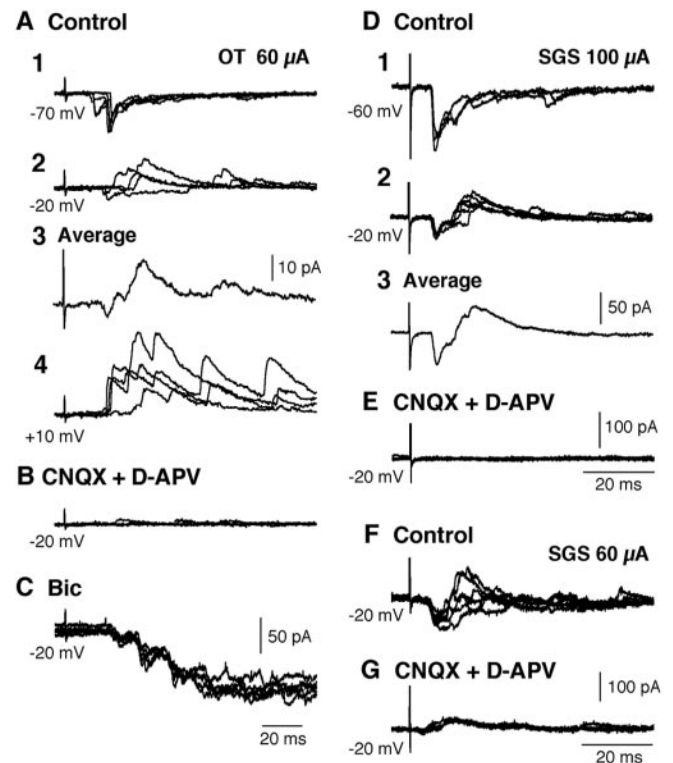 A Control
1 OT 60 µA
-70 mV
2
-20 mV
3 Average
10 pA
4
+10 mV
B CNQX + D-APV
-20 mV
C Bic
-20 mV
50 pA
20 ms
D Control
1 SGS 100 µA
-60 mV
2
-20 mV
3 Average
50 pA
E CNQX + D-APV
100 pA
-20 mV
20 ms
F Control
SGS 60 µA
-20 mV
G CNQX + D-APV
100 pA
-20 mV
20 ms